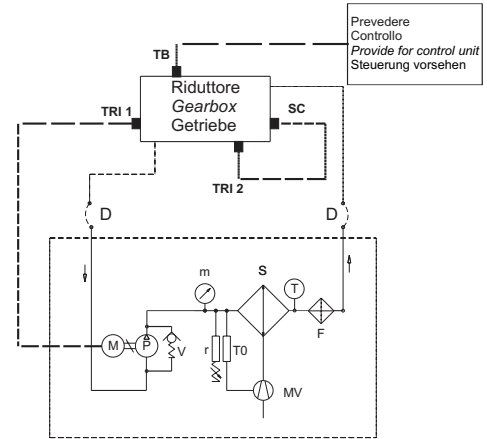 Prevedere
Controllo
Provide for control unit
Steuerung vorsehen
TB
Riduttore
Gearbox
Getriebe
TRI 1
SC
TRI 2
D
D
m
S
T
M
P
V
r
T0
F
MV